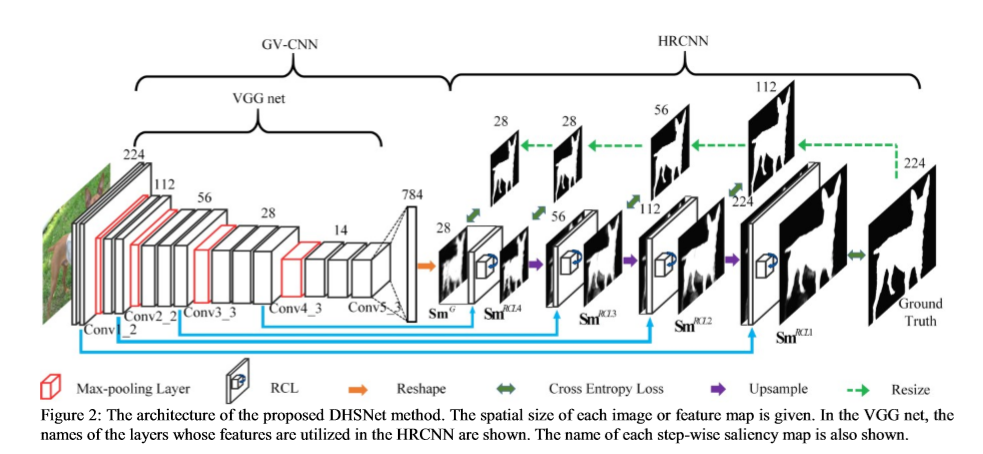 GV-CNN
HRCNN
VGG net
224
112
56
28
14
784
28
28
28
56
112
56
112
224
224
Conv1_2
Conv2_2
Conv3_3
Conv4_3
Conv5_3
Sm^G
Sm^RCL4
Sm^RCL3
Sm^RCL2
Sm^RCL1
Ground
Truth
Max-pooling Layer
RCL
Reshape
Cross Entropy Loss
Upsample
Resize
Figure 2: The architecture of the proposed DHSNet method. The spatial size of each image or feature map is given. In the VGG net, the
names of the layers whose features are utilized in the HRCNN are shown. The name of each step-wise saliency map is also shown.